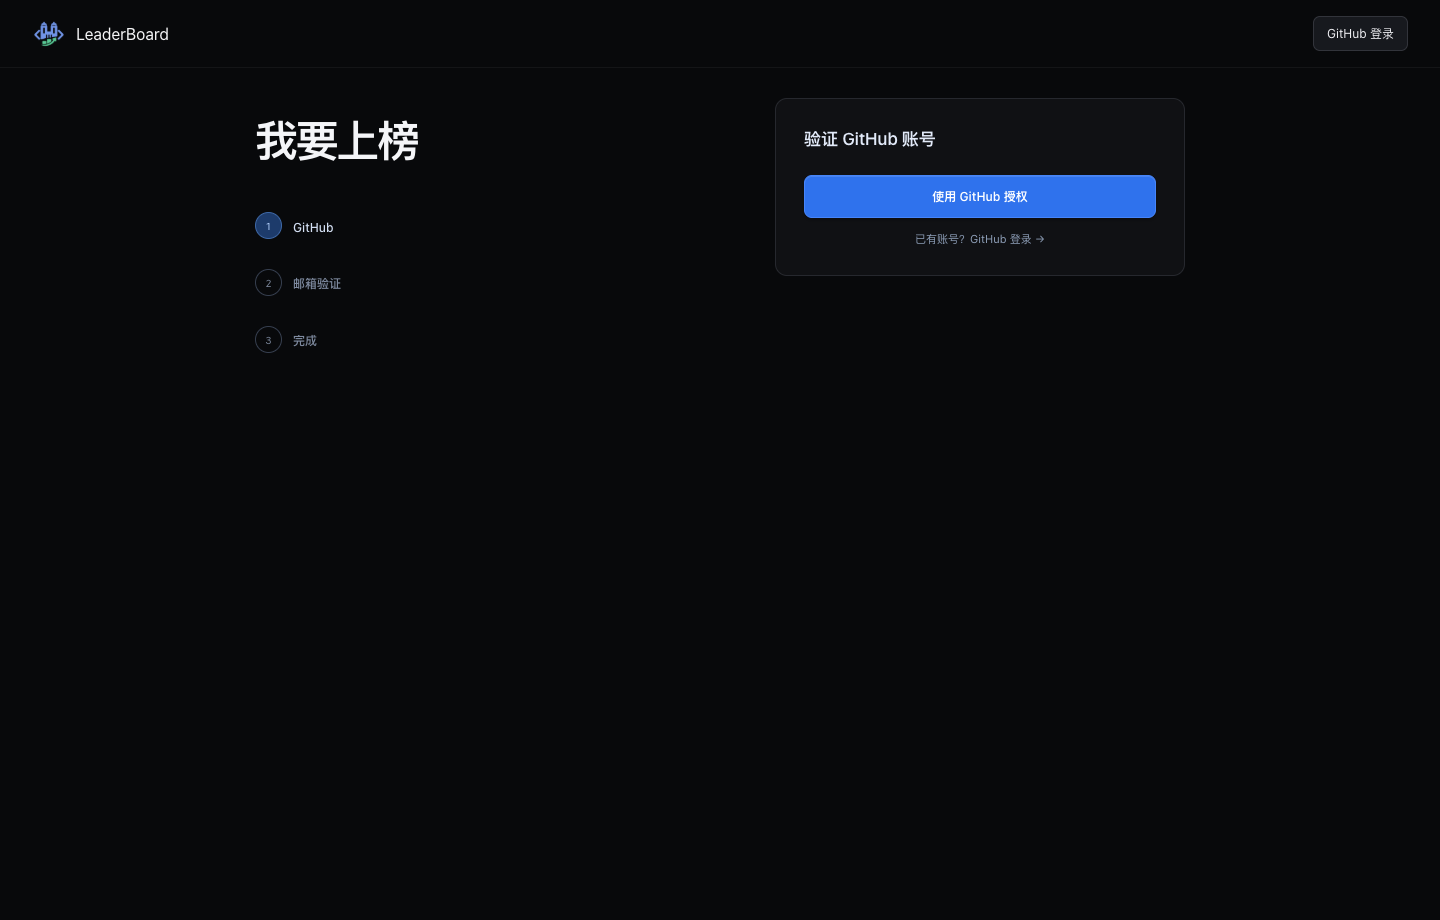 LeaderBoard
GitHub 登录
我要上榜
1 GitHub
2 邮箱验证
3 完成
验证 GitHub 账号
使用 GitHub 授权
已有账号? GitHub 登录 →